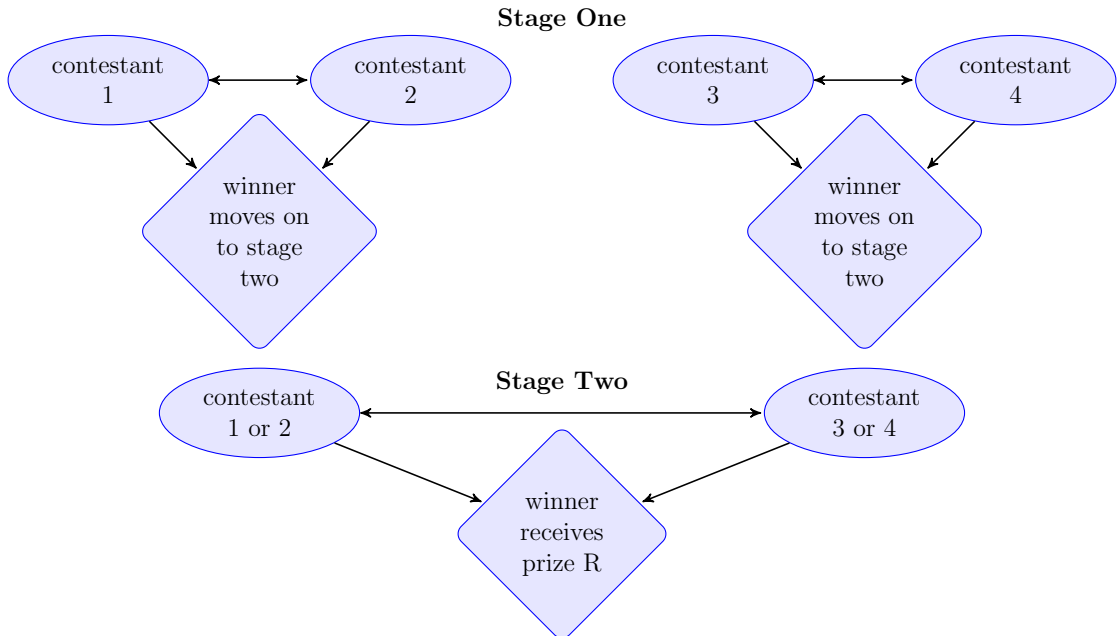 Stage One
contestant
1
contestant
2
contestant
3
contestant
4
winner
moves on
to stage
two
winner
moves on
to stage
two
Stage Two
contestant
1 or 2
contestant
3 or 4
winner
receives
prize R